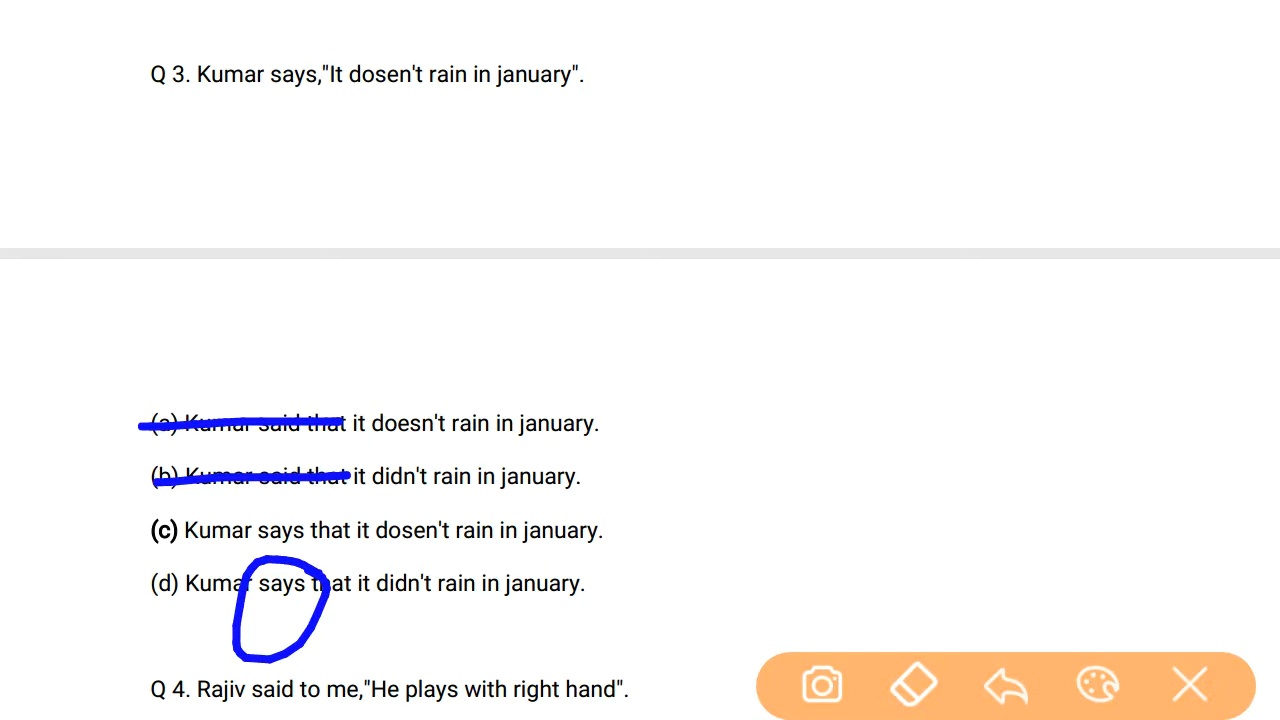 Q 3. Kumar says,"It dosen't rain in january".
(a) Kumar said that it doesn't rain in january.
(b) Kumar said that it didn't rain in january.
(c) Kumar says that it dosen't rain in january.
(d) Kumar says that it didn't rain in january.
Q 4. Rajiv said to me,"He plays with right hand".